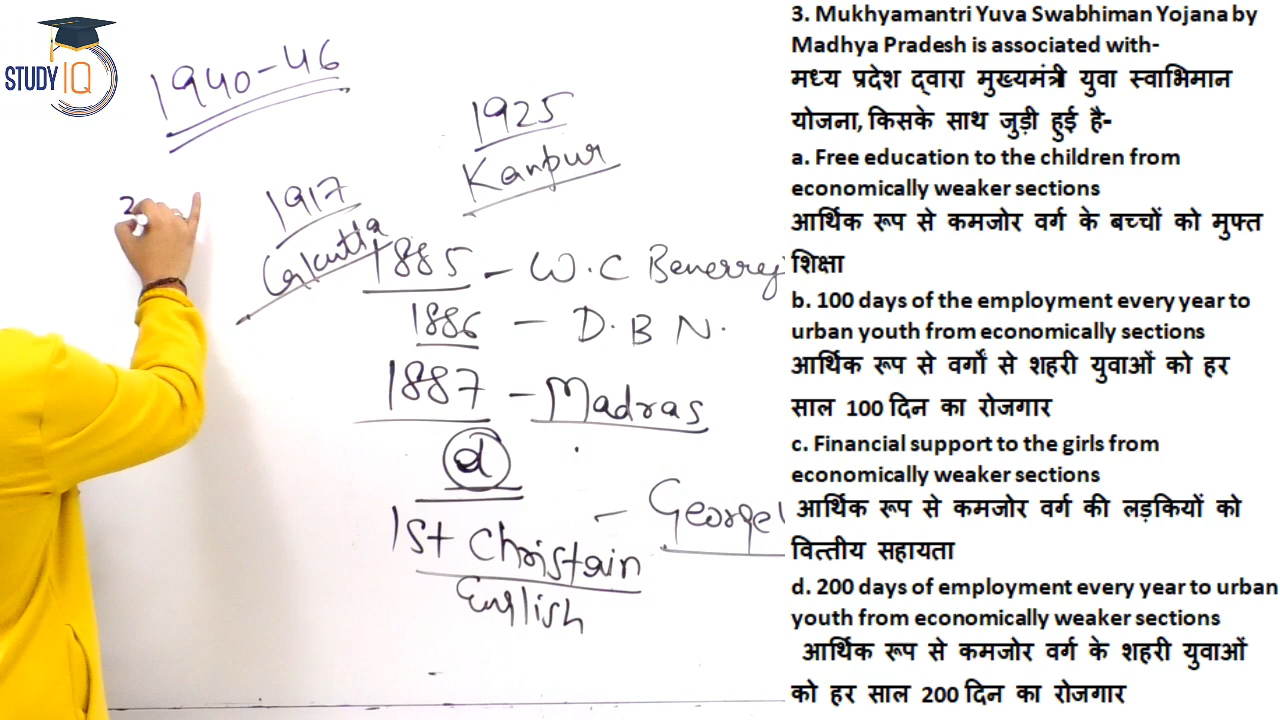 STUDY IQ
1940-46
1925
Kanpur
1917
Calcutta
1885 - W.C Banerrej
1886 - D.B N.
1887 - Madras
d
1st Christain - George
English
3. Mukhyamantri Yuva Swabhiman Yojana by
Madhya Pradesh is associated with-
मध्य प्रदेश द्वारा मुख्यमंत्री युवा स्वाभिमान
योजना, किसके साथ जुड़ी हुई है-
a. Free education to the children from
economically weaker sections
आर्थिक रूप से कमजोर वर्ग के बच्चों को मुफ्त
शिक्षा
b. 100 days of the employment every year to
urban youth from economically sections
आर्थिक रूप से वर्गों से शहरी युवाओं को हर
साल 100 दिन का रोजगार
c. Financial support to the girls from
economically weaker sections
आर्थिक रूप से कमजोर वर्ग की लड़कियों को
वित्तीय सहायता
d. 200 days of employment every year to urban
youth from economically weaker sections
आर्थिक रूप से कमजोर वर्ग के शहरी युवाओं
को हर साल 200 दिन का रोजगार